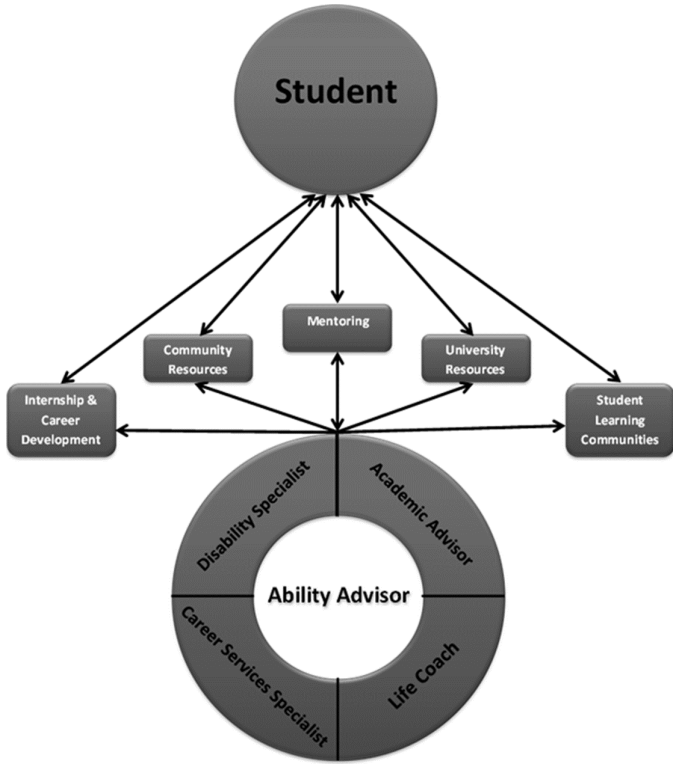 Student
Mentoring
Community
Resources
University
Resources
Internship &
Career
Development
Student
Learning
Communities
Disability Specialist
Academic Advisor
Ability Advisor
Career Services Specialist
Life Coach